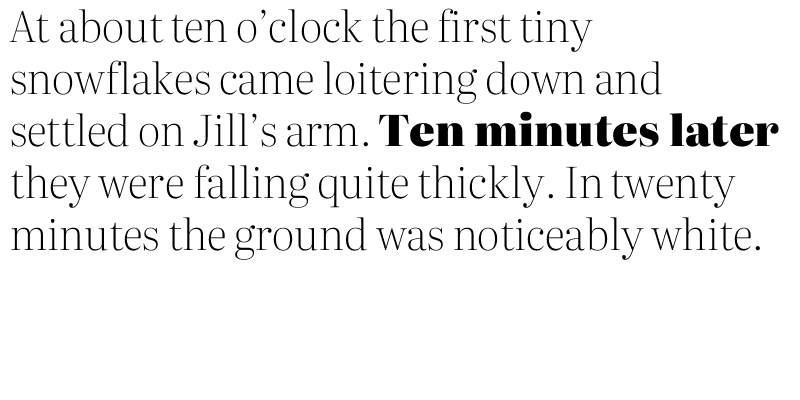 At about ten o’clock the first tiny
snowflakes came loitering down and
settled on Jill’s arm. Ten minutes later
they were falling quite thickly. In twenty
minutes the ground was noticeably white.